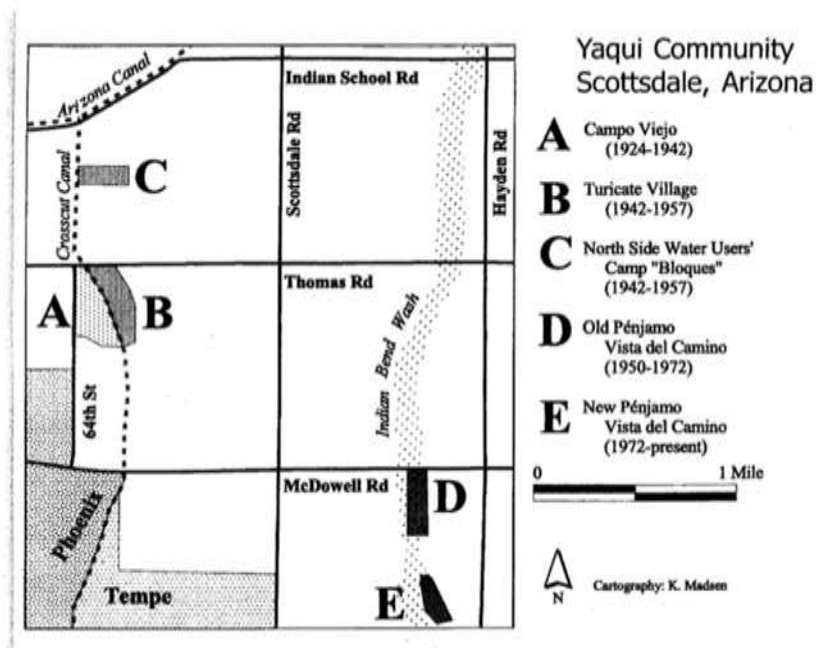 Yaqui Community
Scottsdale, Arizona
A Campo Viejo
(1924-1942)
B Turicate Village
(1942-1957)
C North Side Water Users'
Camp "Bloques"
(1942-1957)
D Old Pénjamo
Vista del Camino
(1950-1972)
E New Pénjamo
Vista del Camino
(1972-present)
0 1 Mile
N
Cartography: K. Madsen
Arizona Canal
Indian School Rd
Scottsdale Rd
Hayden Rd
Crosscut Canal
C
Thomas Rd
A
B
Indian Bend Wash
64th St
McDowell Rd
D
Phoenix
Tempe
E